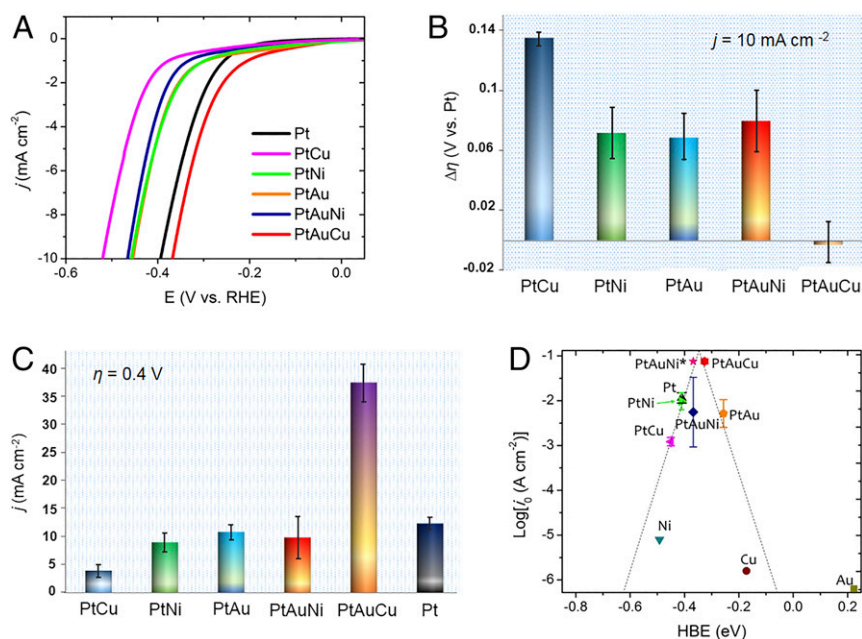 A
j (mA cm-2)
0
-2
-4
-6
-8
-10
-0.6
-0.4
-0.2
0.0
E (V vs. RHE)
Pt
PtCu
PtNi
PtAu
PtAuNi
PtAuCu
B
j = 10 mA cm -2
Δη (V vs. Pt)
0.14
0.10
0.06
0.02
-0.02
PtCu PtNi PtAu PtAuNi PtAuCu
C
η = 0.4 V
j (mA cm-2)
40
35
30
25
20
15
10
5
0
PtCu PtNi PtAu PtAuNi PtAuCu Pt
D
Log[i0 (A cm-2)]
-1
-2
-3
-4
-5
-6
PtAuNi* PtAuCu
Pt
PtNi
PtAu
PtCu PtAuNi
Ni
Cu
Au
-0.8 -0.6 -0.4 -0.2 0.0 0.2
HBE (eV)